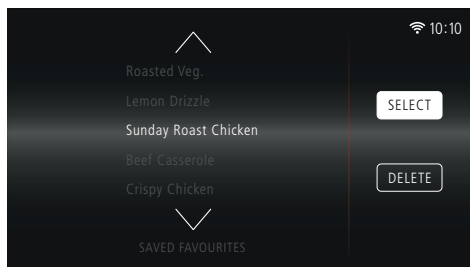 10:10
Roasted Veg.
Lemon Drizzle
SELECT
Sunday Roast Chicken
Beef Casserole
DELETE
Crispy Chicken
SAVED FAVOURITES